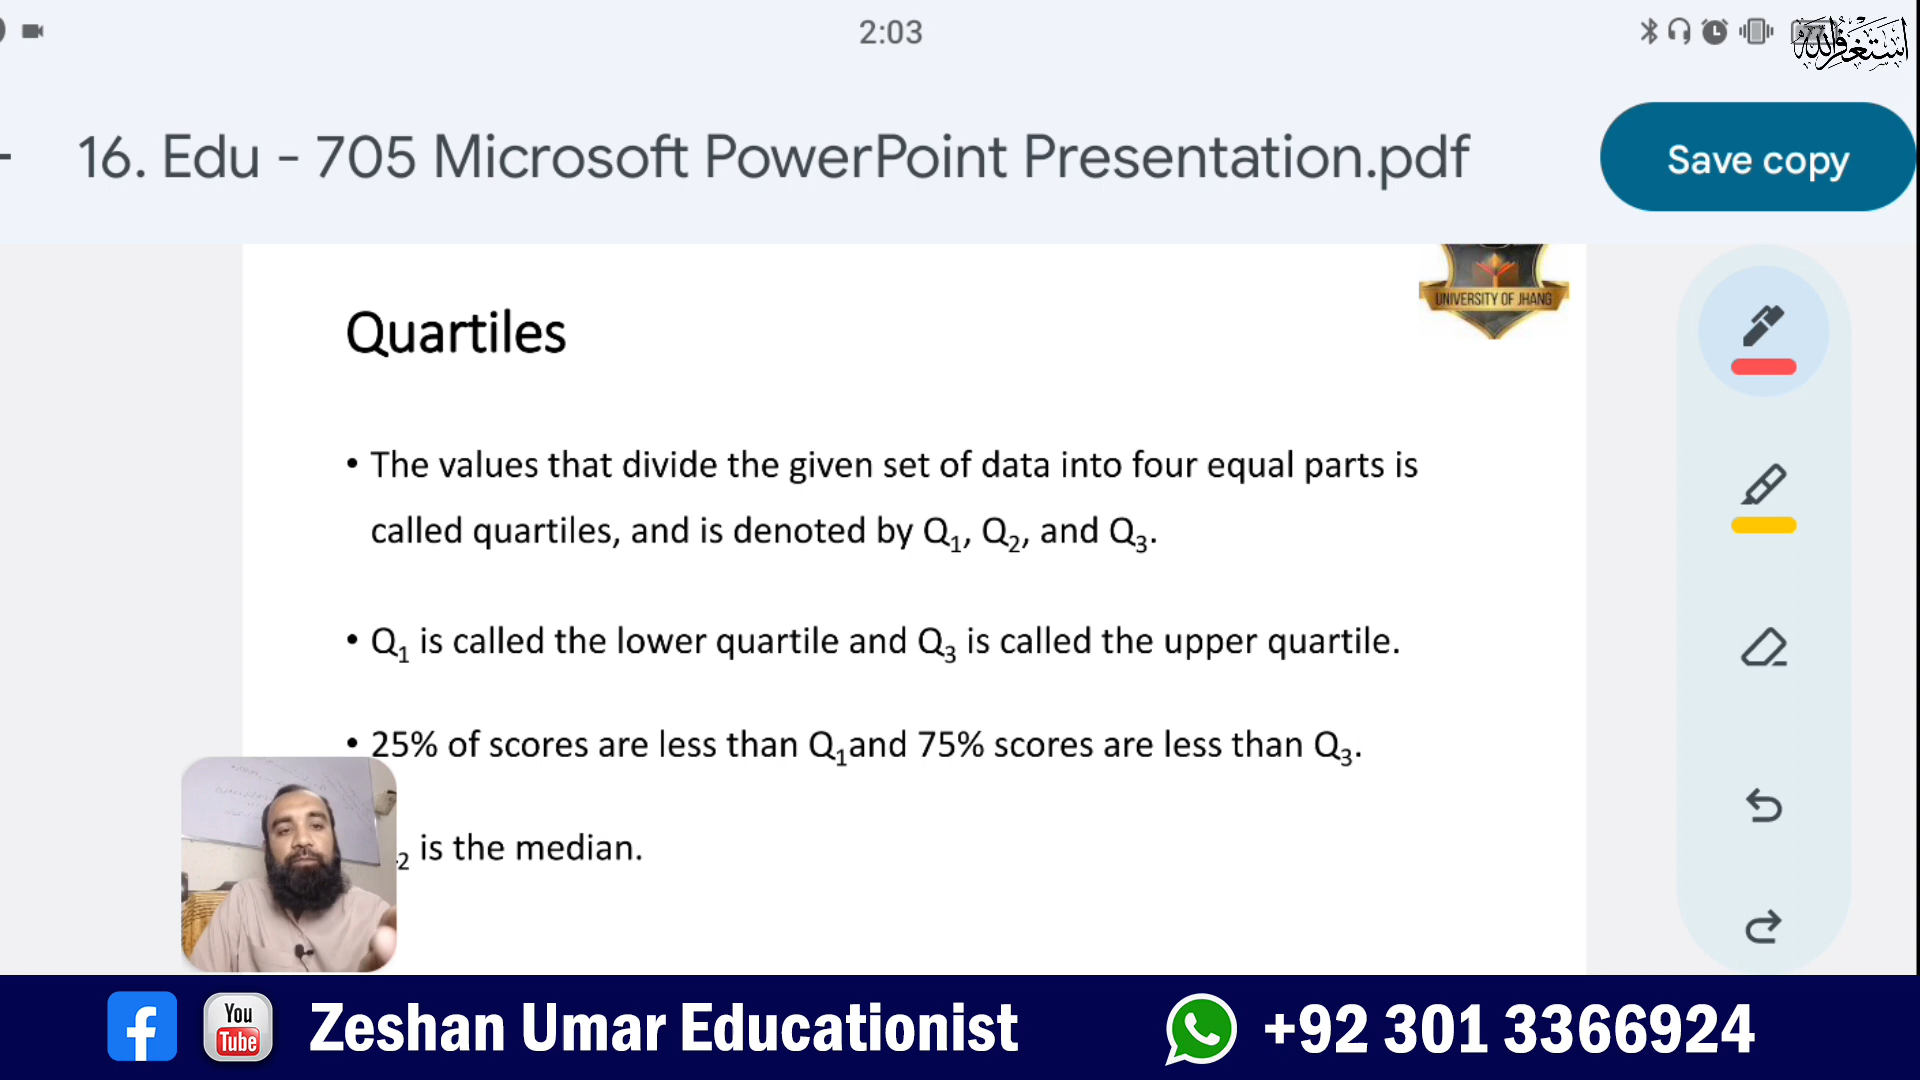 2:03
استغفرالله
16. Edu - 705 Microsoft PowerPoint Presentation.pdf
Save copy
UNIVERSITY OF JHANG
Quartiles
• The values that divide the given set of data into four equal parts is
called quartiles, and is denoted by Q₁, Q₂, and Q₃.
• Q₁ is called the lower quartile and Q₃ is called the upper quartile.
• 25% of scores are less than Q₁and 75% scores are less than Q₃.
₂ is the median.
You
Tube
Zeshan Umar Educationist
+92 301 3366924